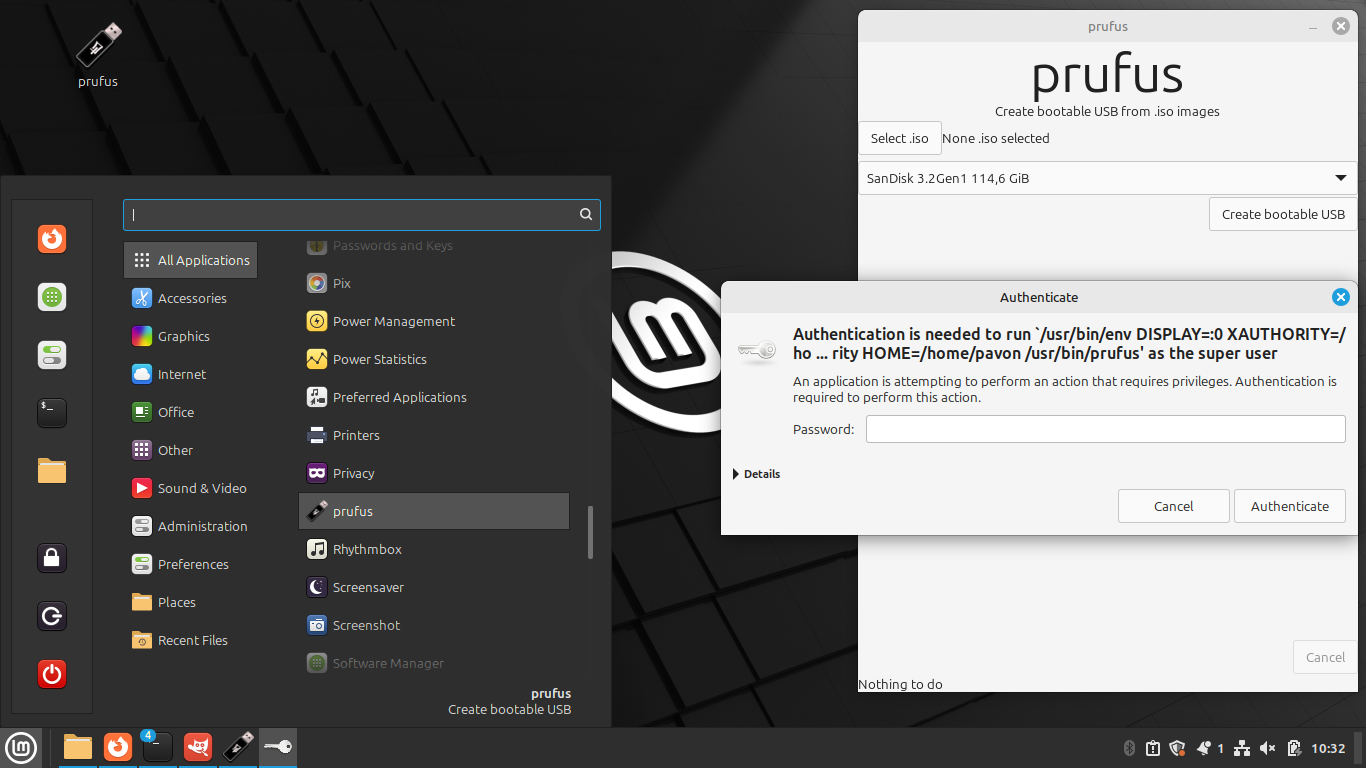 prufus
All Applications
Accessories
Graphics
Internet
Office
Other
Sound & Video
Administration
Preferences
Places
Recent Files
Passwords and Keys
Pix
Power Management
Power Statistics
Preferred Applications
Printers
Privacy
prufus
Rhythmbox
Screensaver
Screenshot
Software Manager
prufus
Create bootable USB
prufus
prufus
Create bootable USB from .iso images
Select .iso
None .iso selected
SanDisk 3.2Gen1 114,6 GiB
Create bootable USB
Authenticate
Authentication is needed to run `/usr/bin/env DISPLAY=:0 XAUTHORITY=/
ho ... rity HOME=/home/pavon /usr/bin/prufus' as the super user
An application is attempting to perform an action that requires privileges. Authentication is
required to perform this action.
Password:
Details
Cancel
Authenticate
Cancel
Nothing to do
4
1
10:32